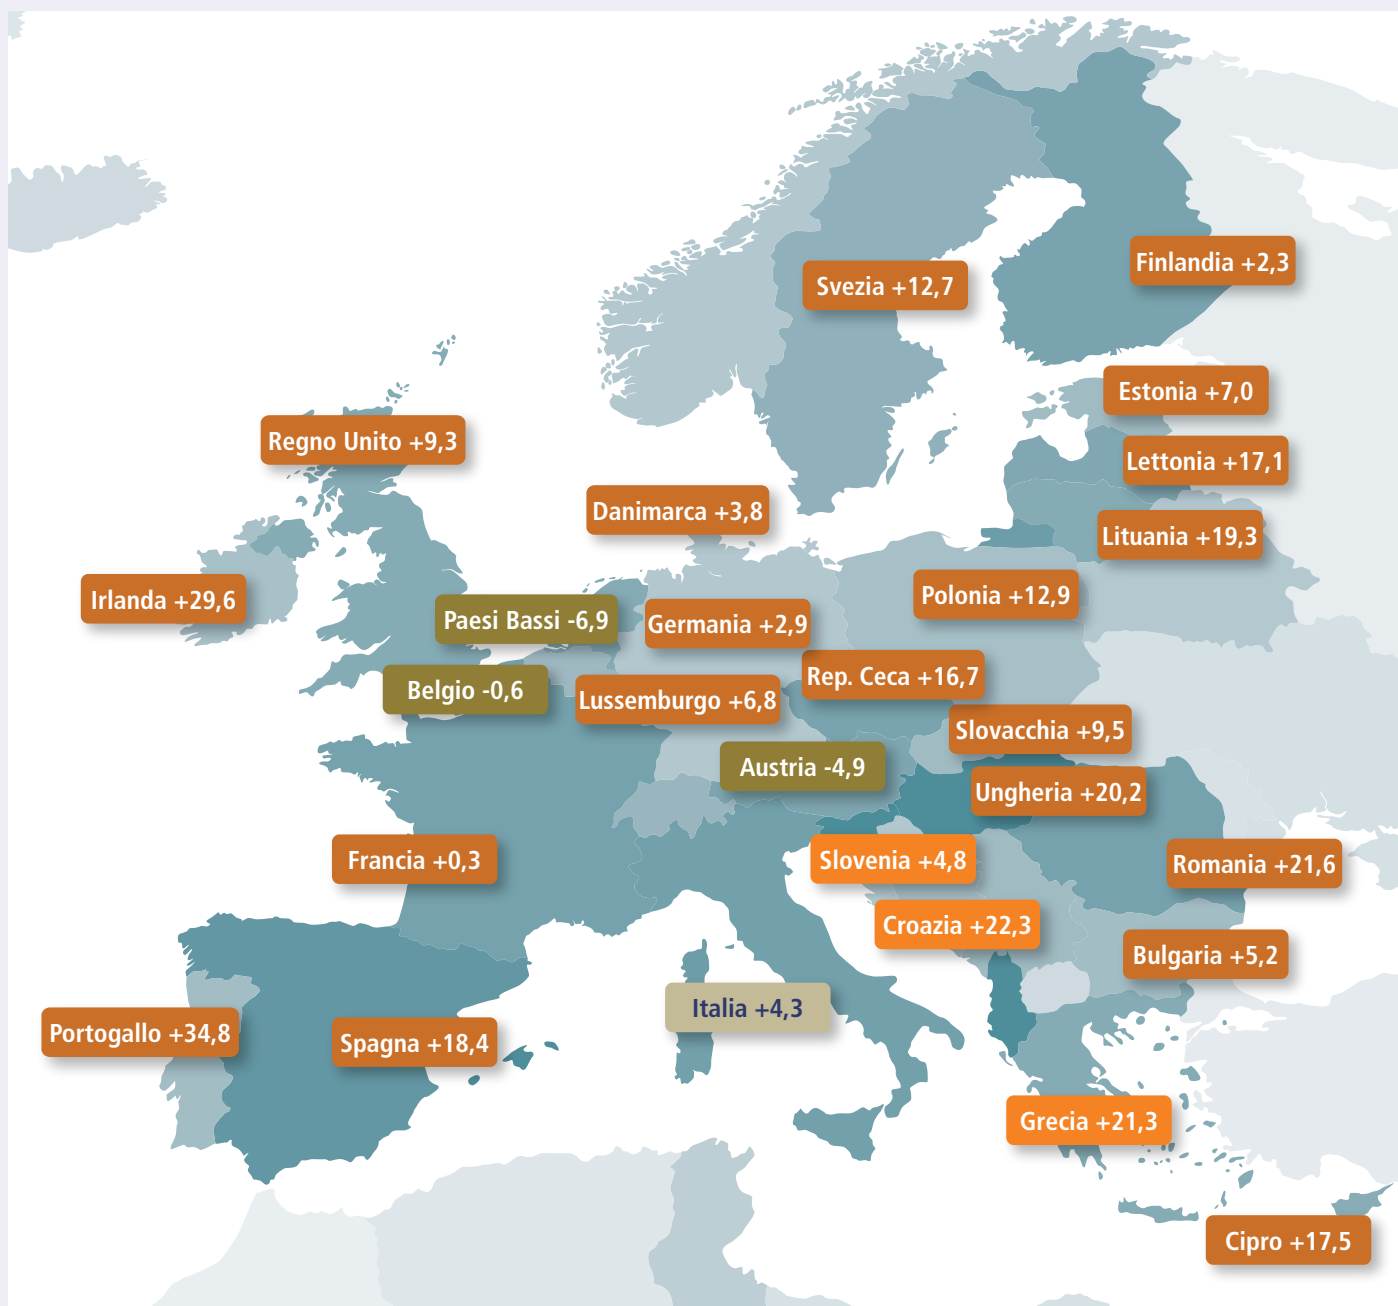 Finlandia +2,3
Svezia +12,7
Estonia +7,0
Regno Unito +9,3
Lettonia +17,1
Danimarca +3,8
Lituania +19,3
Irlanda +29,6
Polonia +12,9
Paesi Bassi -6,9
Germania +2,9
Rep. Ceca +16,7
Belgio -0,6
Lussemburgo +6,8
Slovacchia +9,5
Austria -4,9
Ungheria +20,2
Francia +0,3
Slovenia +4,8
Romania +21,6
Croazia +22,3
Bulgaria +5,2
Italia +4,3
Portogallo +34,8
Spagna +18,4
Grecia +21,3
Cipro +17,5